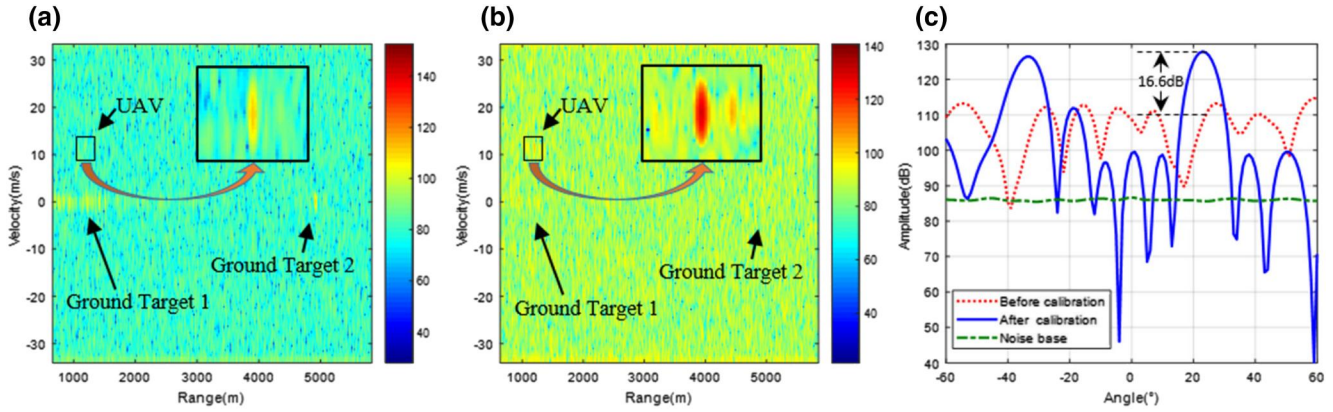 (a)
30
20
10
0
-10
-20
-30
Velocity(m/s)
1000 2000 3000 4000 5000
Range(m)
UAV
Ground Target 1
Ground Target 2
140
120
100
80
60
40
(b)
30
20
10
0
-10
-20
-30
Velocity(m/s)
1000 2000 3000 4000 5000
Range(m)
UAV
Ground Target 1
Ground Target 2
140
120
100
80
60
40
(c)
130
120
110
100
90
80
70
60
50
40
Amplitude(dB)
-60 -40 -20 0 20 40 60
Angle(°)
16.6dB
Before calibration
After calibration
Noise base